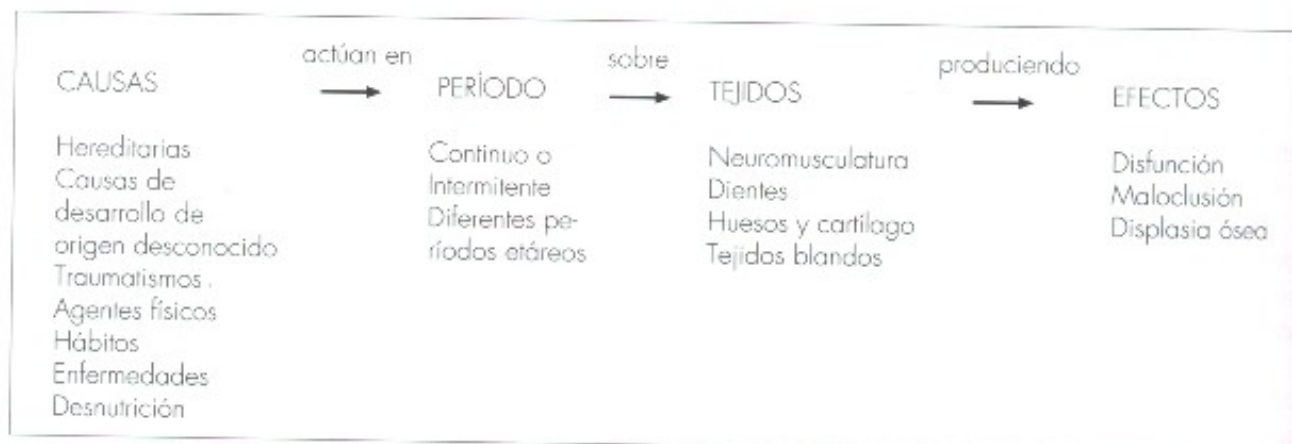 CAUSAS actúan en PERÍODO sobre TEJIDOS produciendo EFECTOS
Hereditarias
Causas de
desarrollo de
origen desconocido
Traumatismos
Agentes físicos
Hábitos
Enfermedades
Desnutrición
Continuo o
Intermitente
Diferentes pe-
ríodos etáreos
Neuromusculatura
Dientes
Huesos y cartilago
Tejidos blandos
Disfunción
Maloclusión
Displasia ósea